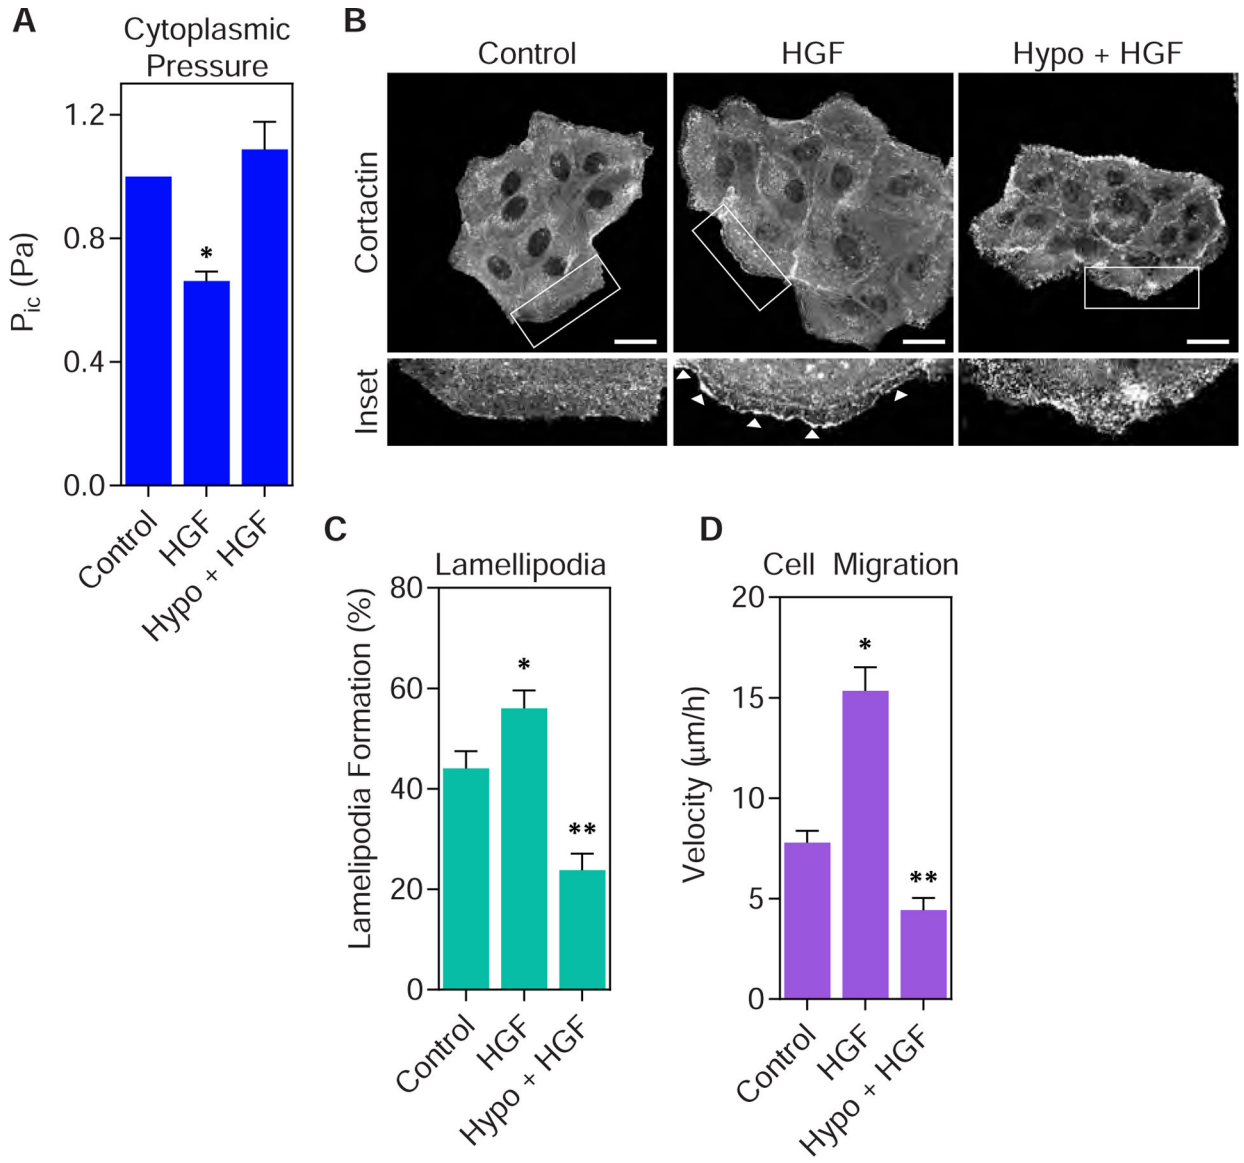 A
Cytoplasmic
Pressure
P_ic (Pa)
1.2
0.8
0.4
0.0
*
Control
HGF
Hypo + HGF
B
Control
HGF
Hypo + HGF
Cortactin
Inset
C
Lamellipodia
Lamelipodia Formation (%)
80
60
40
20
0
*
**
Control
HGF
Hypo + HGF
D
Cell Migration
Velocity (μm/h)
20
15
10
5
0
*
**
Control
HGF
Hypo + HGF